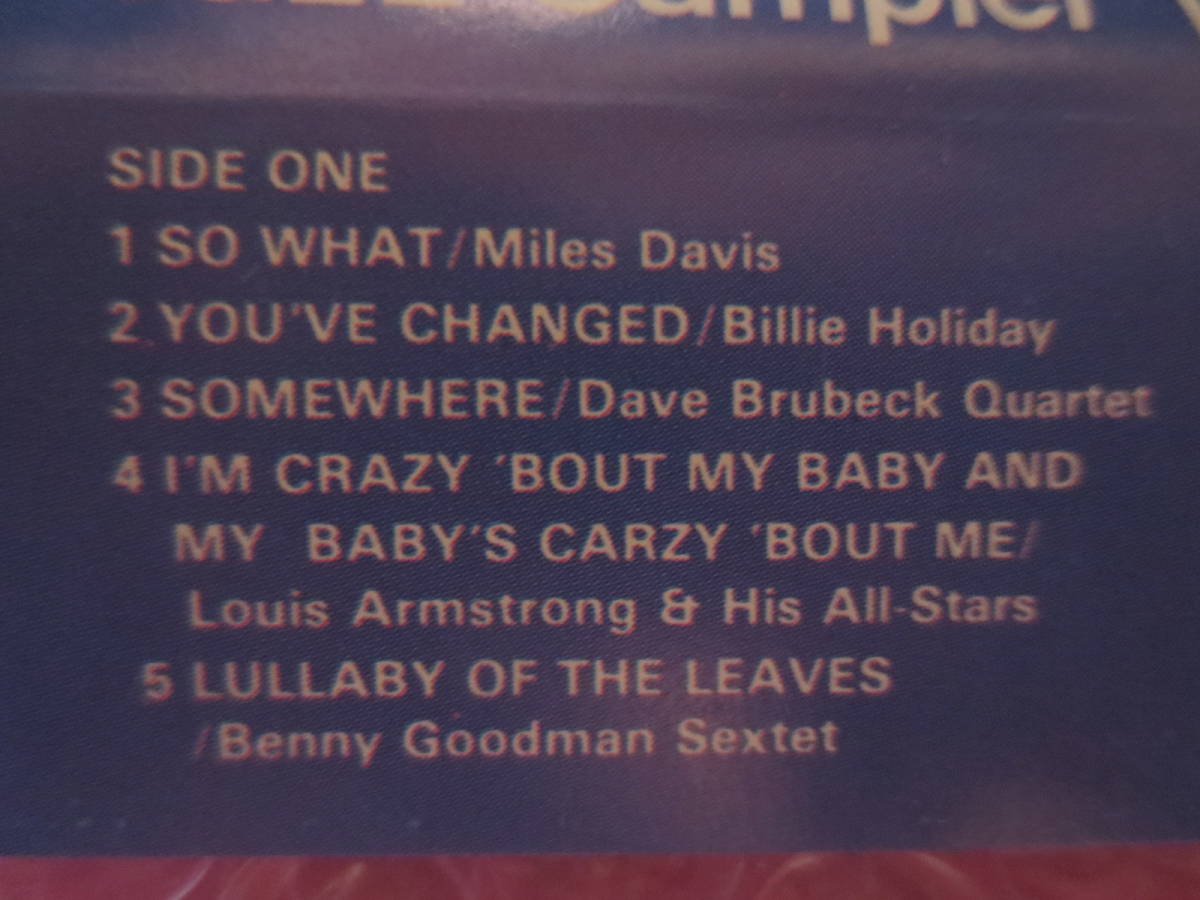 Sampler
SIDE ONE
1 SO WHAT/Miles Davis
2 YOU'VE CHANGED/Billie Holiday
3 SOMEWHERE/Dave Brubeck Quartet
4 I'M CRAZY 'BOUT MY BABY AND
MY BABY'S CARZY 'BOUT ME/
Louis Armstrong & His All-Stars
5 LULLABY OF THE LEAVES
/Benny Goodman Sextet